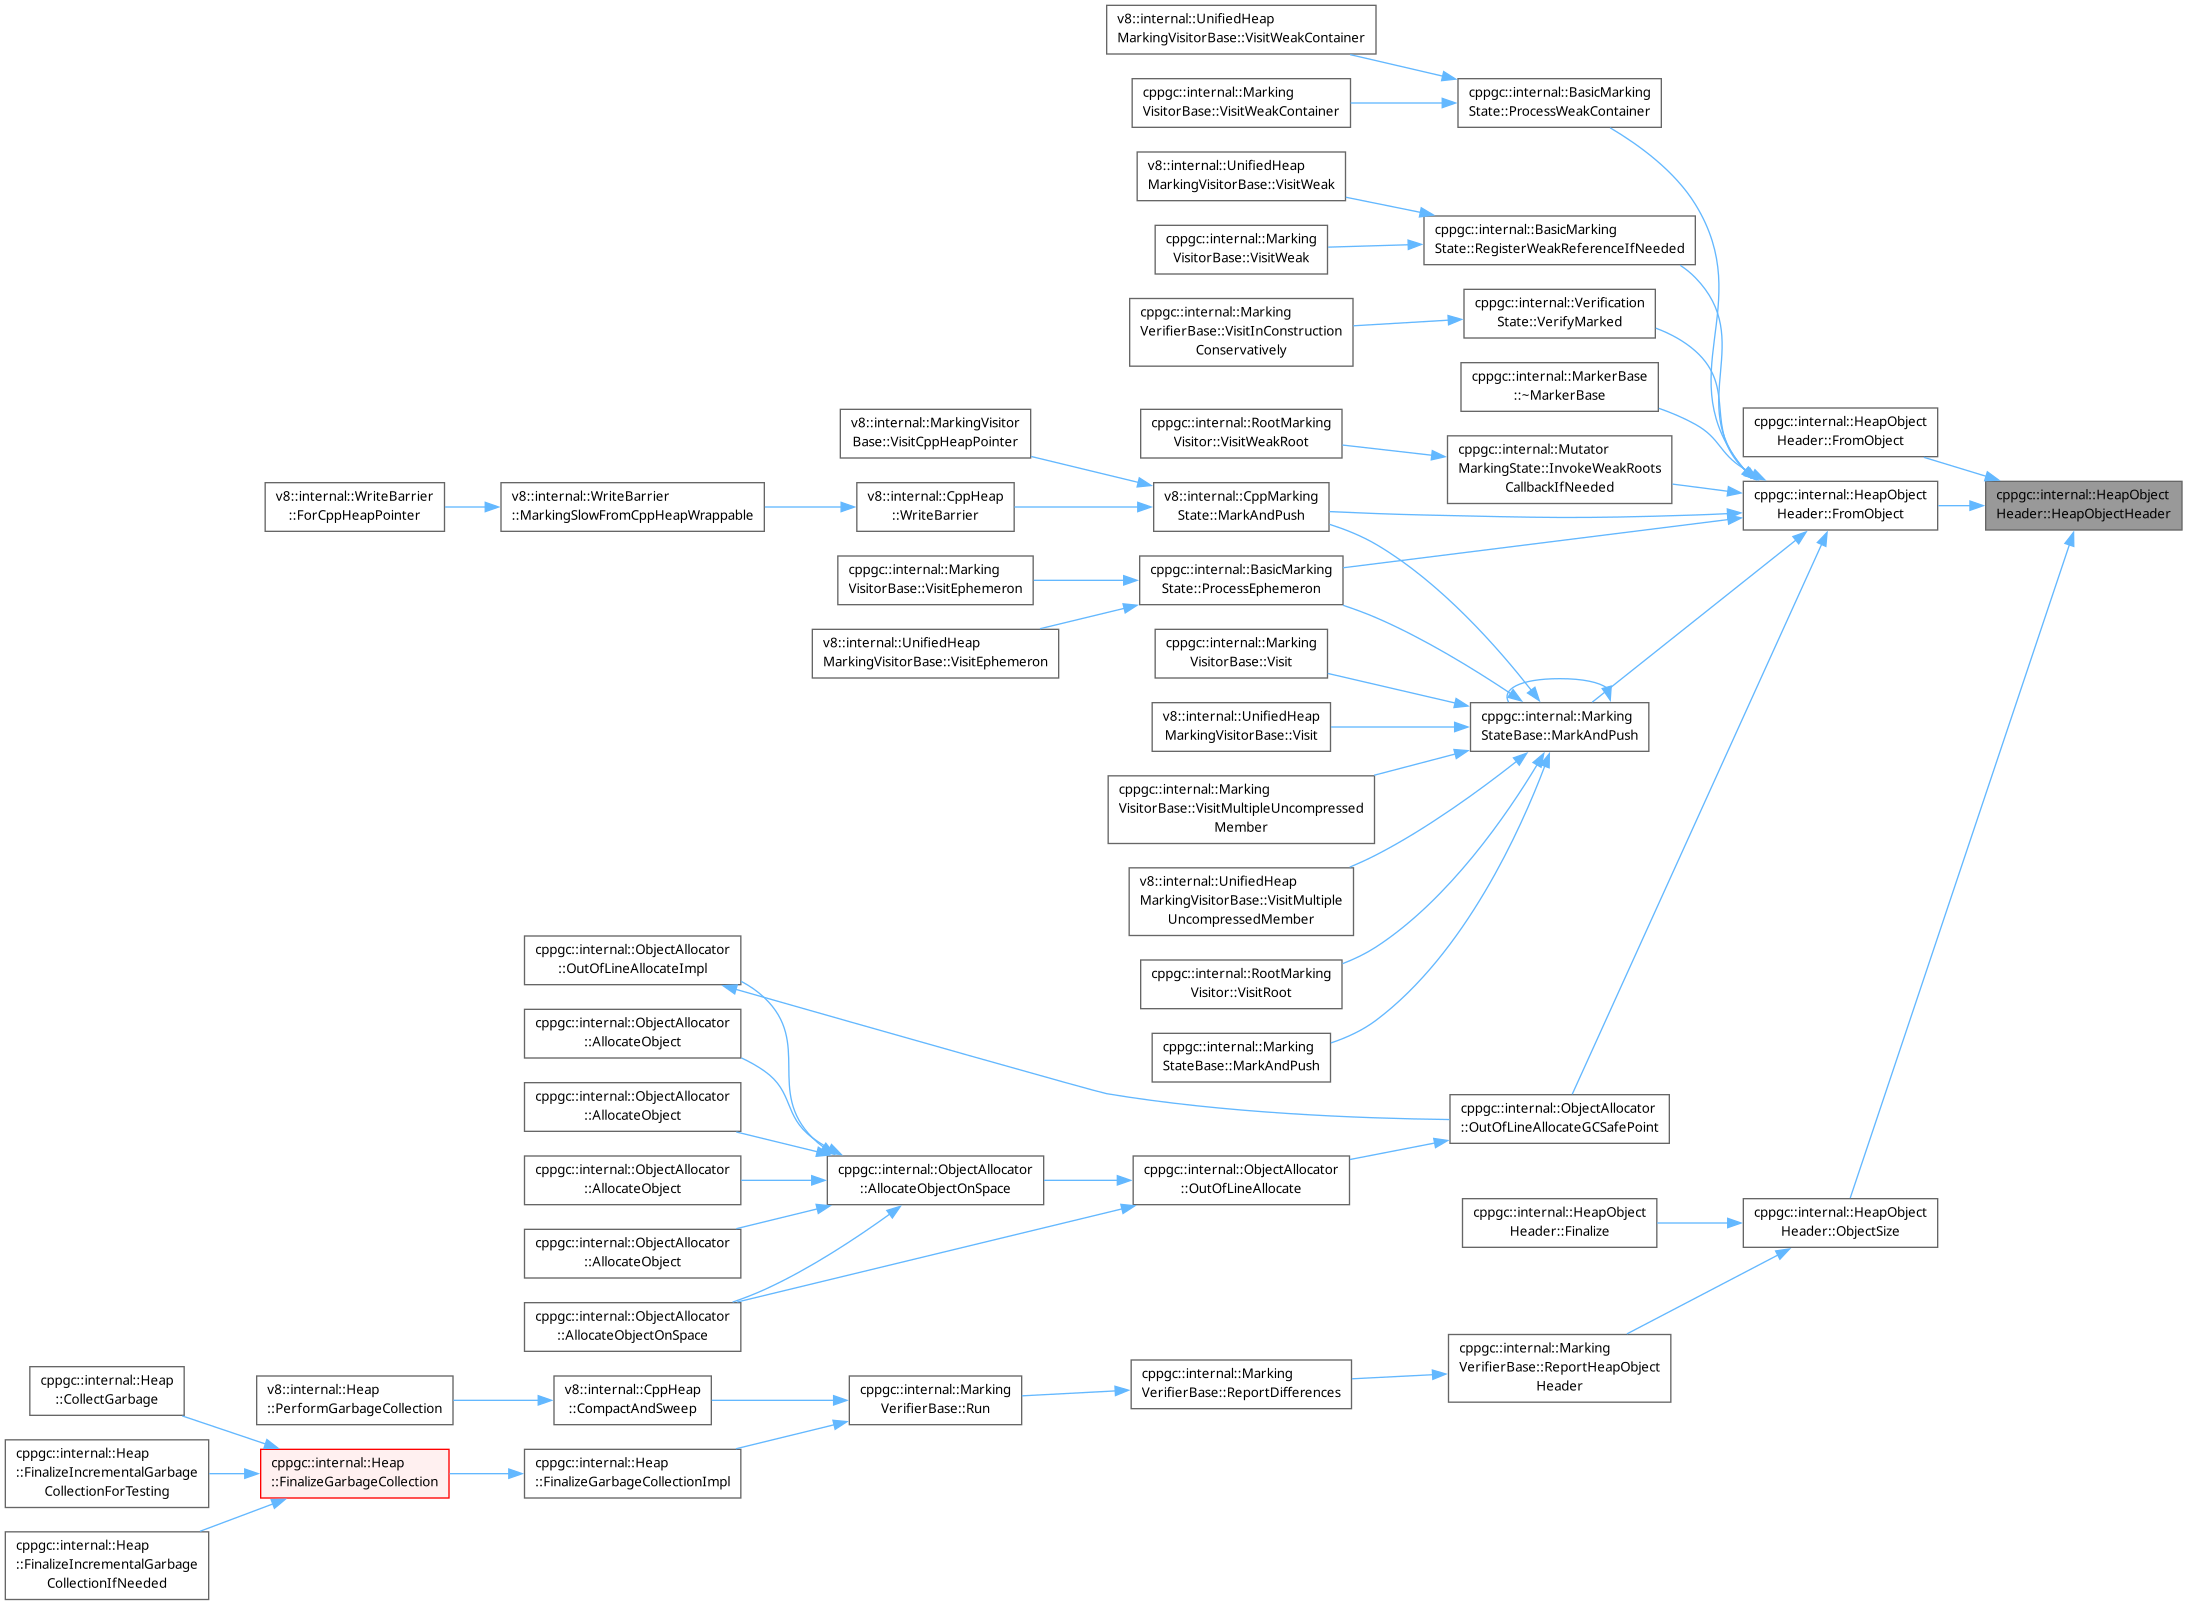 v8::internal::UnifiedHeap
MarkingVisitorBase::VisitWeakContainer
cppgc::internal::Marking
VisitorBase::VisitWeakContainer
cppgc::internal::BasicMarking
State::ProcessWeakContainer
v8::internal::UnifiedHeap
MarkingVisitorBase::VisitWeak
cppgc::internal::Marking
VisitorBase::VisitWeak
cppgc::internal::BasicMarking
State::RegisterWeakReferenceIfNeeded
cppgc::internal::Marking
VerifierBase::VisitInConstruction
Conservatively
cppgc::internal::Verification
State::VerifyMarked
cppgc::internal::MarkerBase
::~MarkerBase
cppgc::internal::HeapObject
Header::FromObject
v8::internal::MarkingVisitor
Base::VisitCppHeapPointer
cppgc::internal::RootMarking
Visitor::VisitWeakRoot
cppgc::internal::Mutator
MarkingState::InvokeWeakRoots
CallbackIfNeeded
v8::internal::WriteBarrier
::ForCppHeapPointer
v8::internal::WriteBarrier
::MarkingSlowFromCppHeapWrappable
v8::internal::CppHeap
::WriteBarrier
v8::internal::CppMarking
State::MarkAndPush
cppgc::internal::HeapObject
Header::FromObject
cppgc::internal::HeapObject
Header::HeapObjectHeader
cppgc::internal::Marking
VisitorBase::VisitEphemeron
cppgc::internal::BasicMarking
State::ProcessEphemeron
v8::internal::UnifiedHeap
MarkingVisitorBase::VisitEphemeron
cppgc::internal::Marking
VisitorBase::Visit
v8::internal::UnifiedHeap
MarkingVisitorBase::Visit
cppgc::internal::Marking
StateBase::MarkAndPush
cppgc::internal::Marking
VisitorBase::VisitMultipleUncompressed
Member
v8::internal::UnifiedHeap
MarkingVisitorBase::VisitMultiple
UncompressedMember
cppgc::internal::RootMarking
Visitor::VisitRoot
cppgc::internal::Marking
StateBase::MarkAndPush
cppgc::internal::ObjectAllocator
::OutOfLineAllocateImpl
cppgc::internal::ObjectAllocator
::AllocateObject
cppgc::internal::ObjectAllocator
::AllocateObject
cppgc::internal::ObjectAllocator
::OutOfLineAllocateGCSafePoint
cppgc::internal::ObjectAllocator
::AllocateObject
cppgc::internal::ObjectAllocator
::AllocateObjectOnSpace
cppgc::internal::ObjectAllocator
::OutOfLineAllocate
cppgc::internal::ObjectAllocator
::AllocateObject
cppgc::internal::HeapObject
Header::Finalize
cppgc::internal::HeapObject
Header::ObjectSize
cppgc::internal::ObjectAllocator
::AllocateObjectOnSpace
cppgc::internal::Heap
::CollectGarbage
v8::internal::Heap
::PerformGarbageCollection
v8::internal::CppHeap
::CompactAndSweep
cppgc::internal::Marking
VerifierBase::Run
cppgc::internal::Marking
VerifierBase::ReportDifferences
cppgc::internal::Marking
VerifierBase::ReportHeapObject
Header
cppgc::internal::Heap
::FinalizeIncrementalGarbage
CollectionForTesting
cppgc::internal::Heap
::FinalizeGarbageCollection
cppgc::internal::Heap
::FinalizeGarbageCollectionImpl
cppgc::internal::Heap
::FinalizeIncrementalGarbage
CollectionIfNeeded